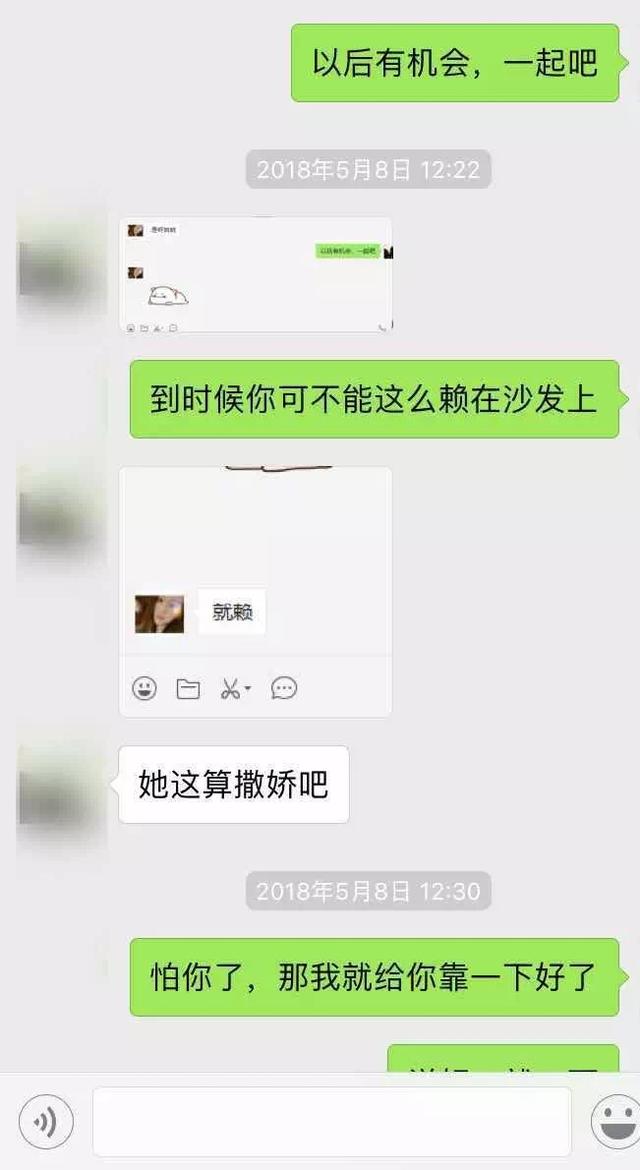 以后有机会，一起吧
2018年5月8日 12:22
以后有机会，一起吧
到时候你可不能这么赖在沙发上
就赖
她这算撒娇吧
2018年5月8日 12:30
怕你了，那我就给你靠一下好了